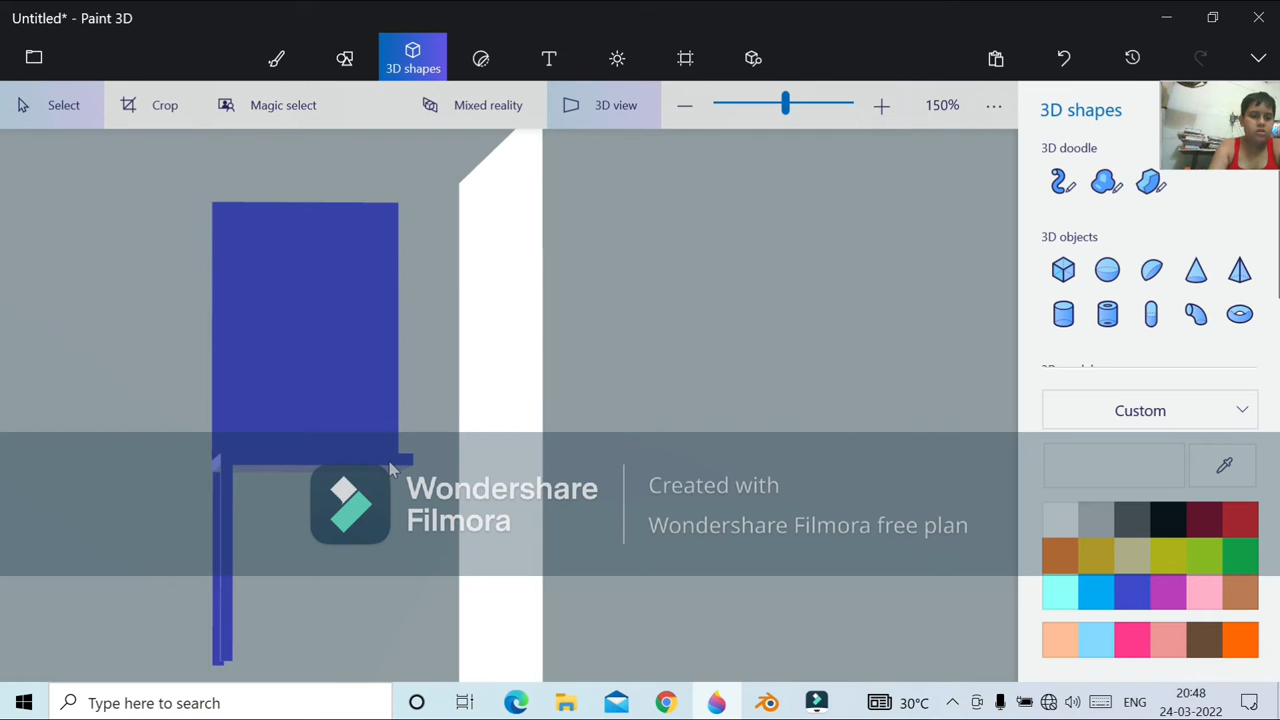 Untitled* - Paint 3D
3D shapes
Select
Crop
Magic select
Mixed reality
3D view
150%
3D shapes
3D doodle
3D objects
Custom
Wondershare
Filmora
Created with
Wondershare Filmora free plan
Type here to search
30°C
ENG
20:48
24-03-2022